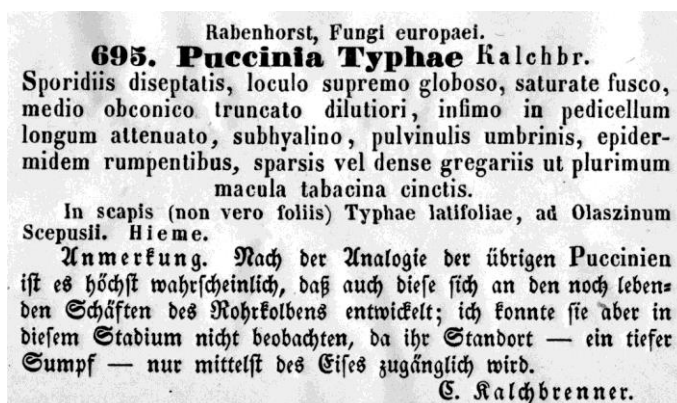 Rabenhorst, Fungi europaei.
695. Puccinia Typhae Kalchbr.
Sporidiis diseptatis, loculo supremo globoso, saturate fusco,
medio obconico truncato dilutiori, infimo in pedicellum
longum attenuato, subhyalino, pulvinulis umbrinis, epider-
midem rumpentibus, sparsis vel dense gregariis ut plurimum
macula tabacina cinctis.
In scapis (non vero foliis) Typhae latifoliae, ad Olaszinum
Scepusii. Hieme.
Anmerkung. Nach der Analogie der übrigen Puccinien
ist es höchst wahrscheinlich, daß auch diese sich an den noch leben-
den Schäften des Rohrkolbens entwickelt; ich konnte sie aber in
diesem Stadium nicht beobachten, da ihr Standort — ein tiefer
Sumpf — nur mittelst des Eises zugänglich wird.
C. Kalchbrenner.